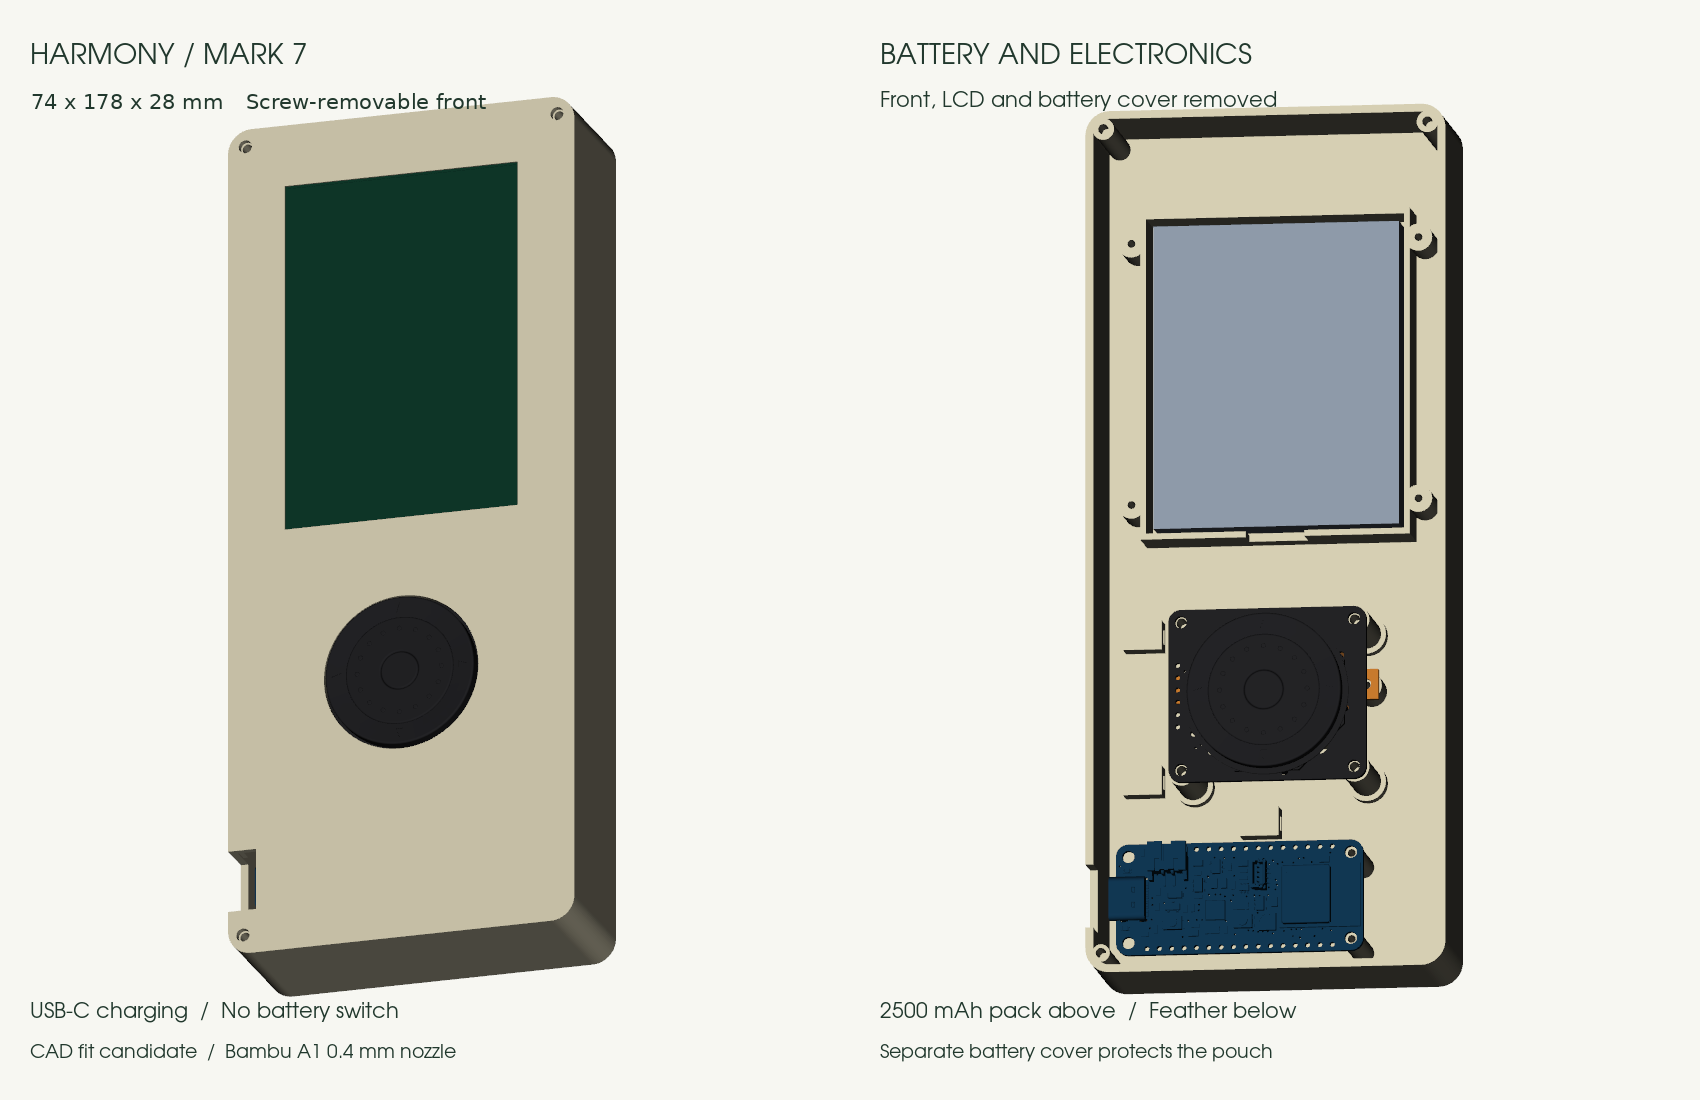 HARMONY / MARK 7
74 x 178 x 28 mm Screw-removable front
USB-C charging / No battery switch
CAD fit candidate / Bambu A1 0.4 mm nozzle
BATTERY AND ELECTRONICS
Front, LCD and battery cover removed
2500 mAh pack above / Feather below
Separate battery cover protects the pouch